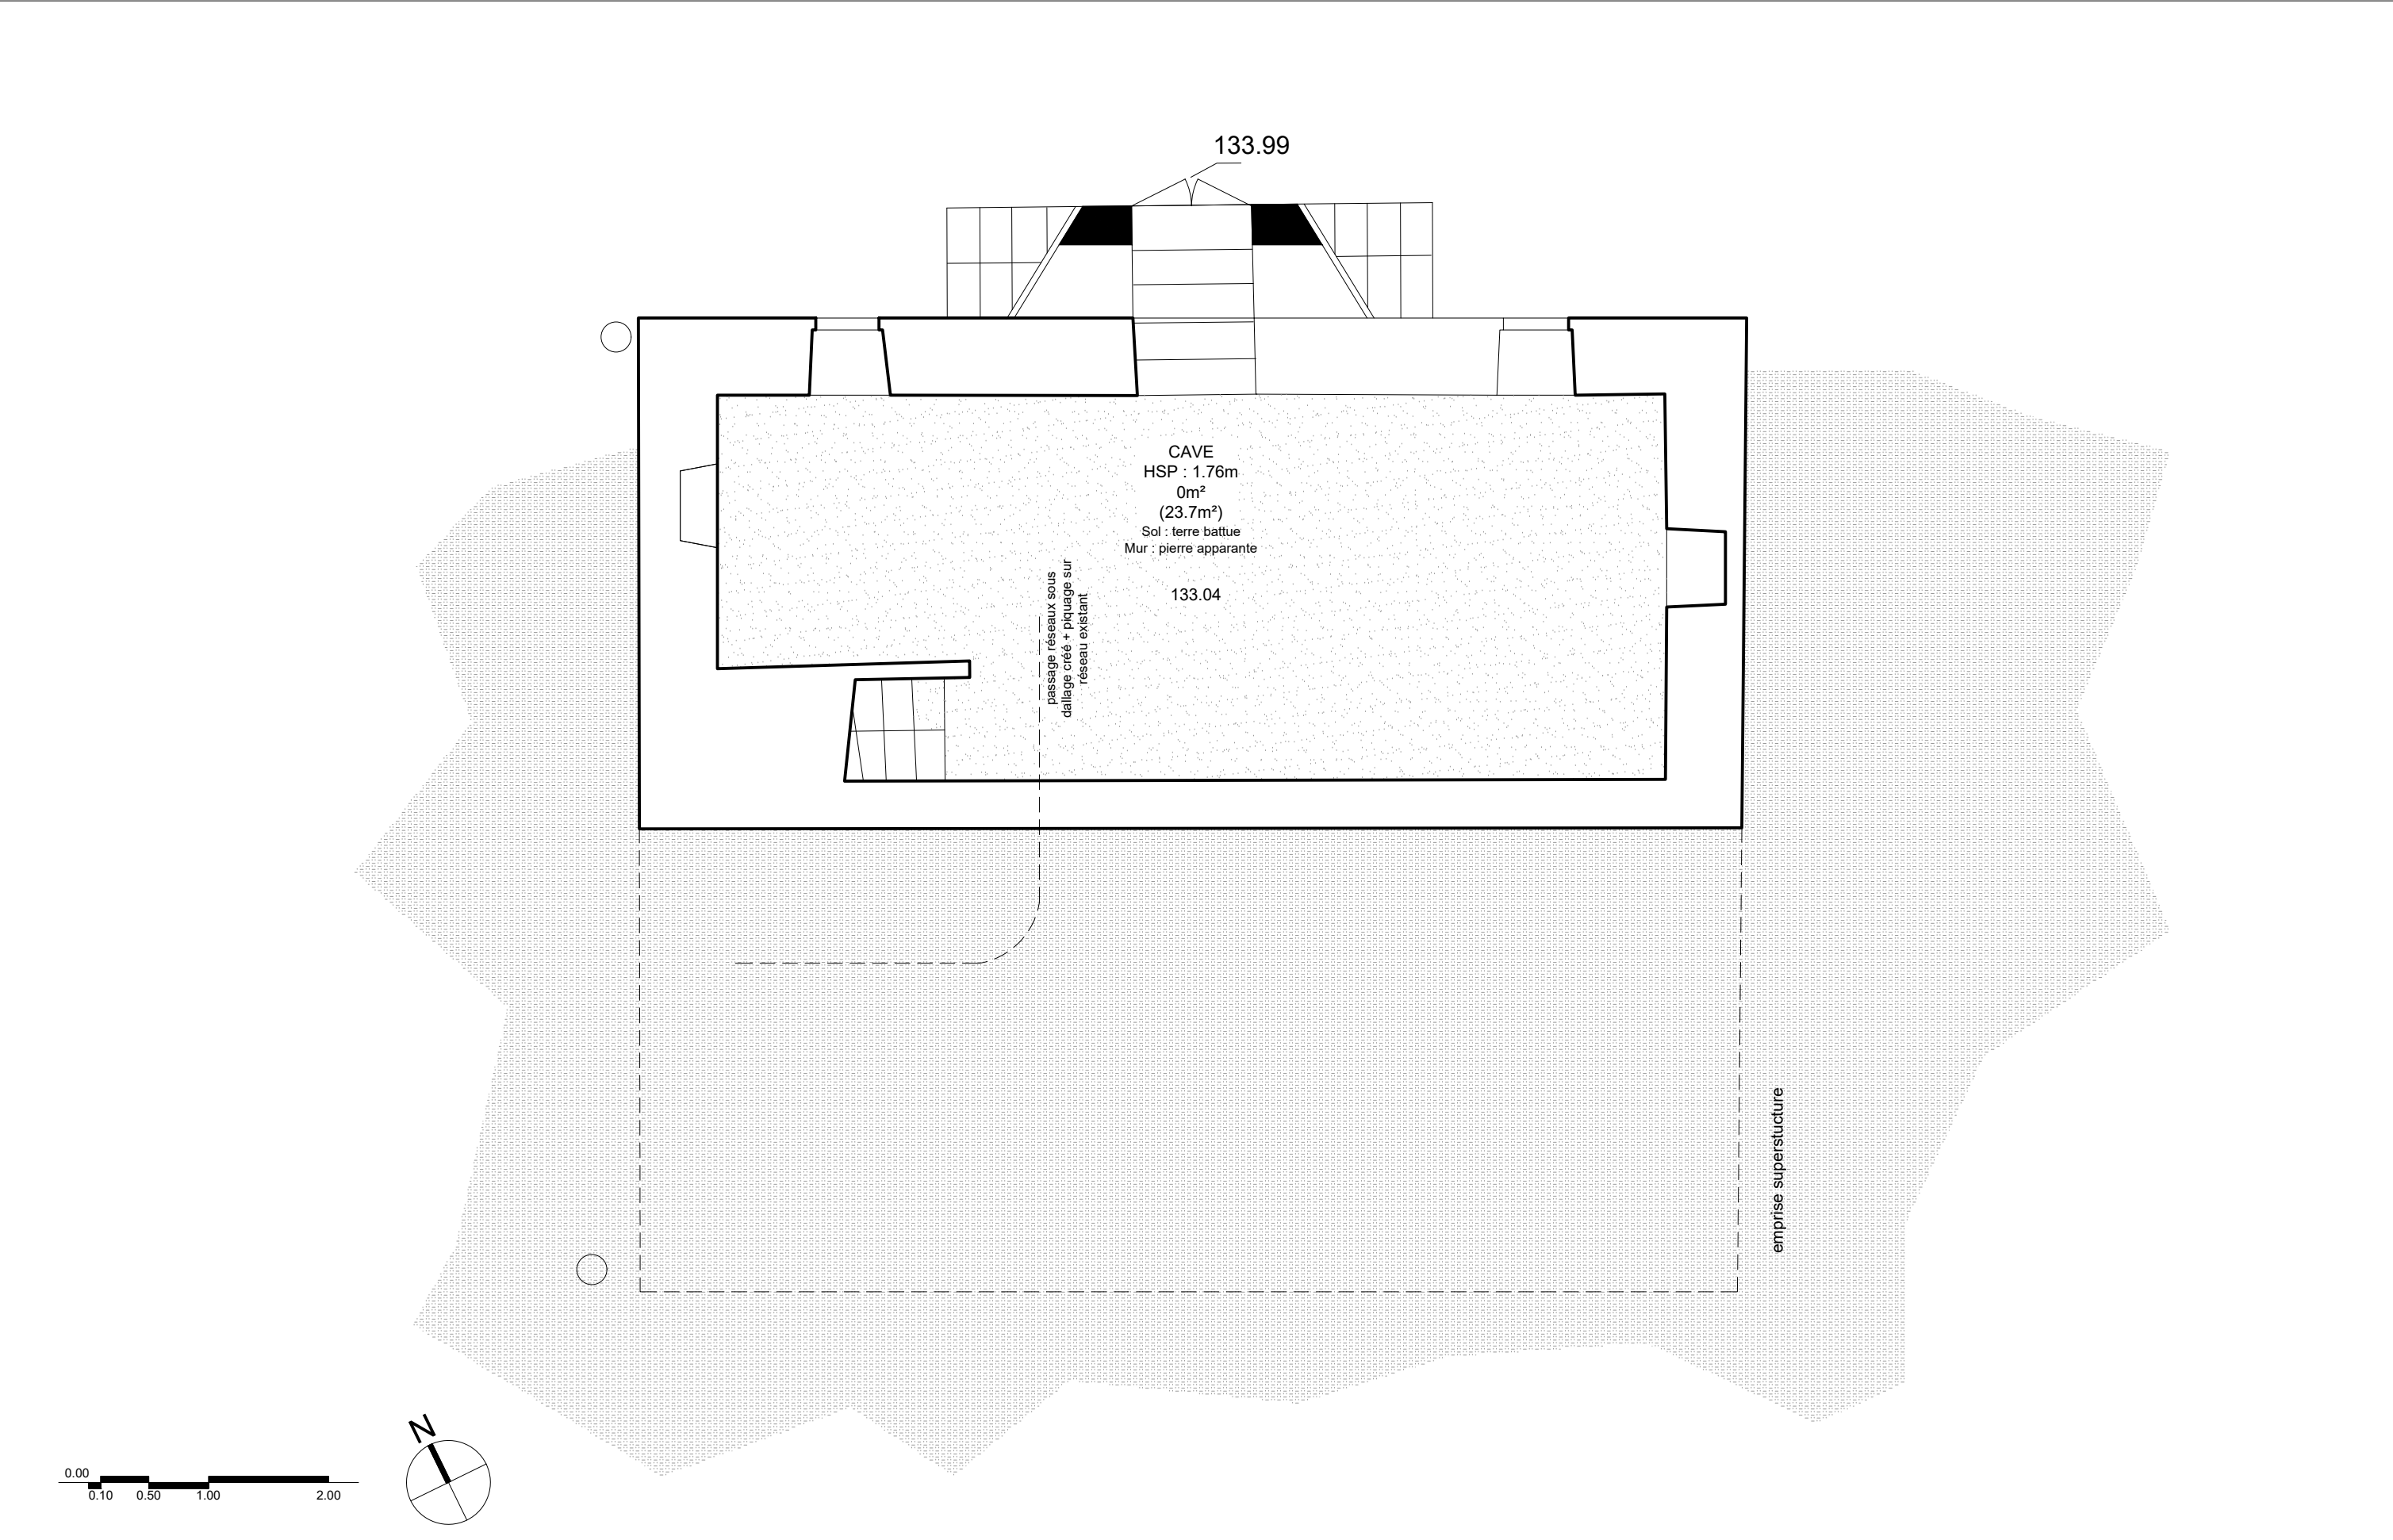 133.99
CAVE
HSP : 1.76m
0m²
(23.7m²)
Sol : terre battue
Mur : pierre apparante
133.04
passage réseaux sous
dallage créé + piquage sur
réseau existant
emprise superstucture
N
0.00
0.10 0.50 1.00 2.00